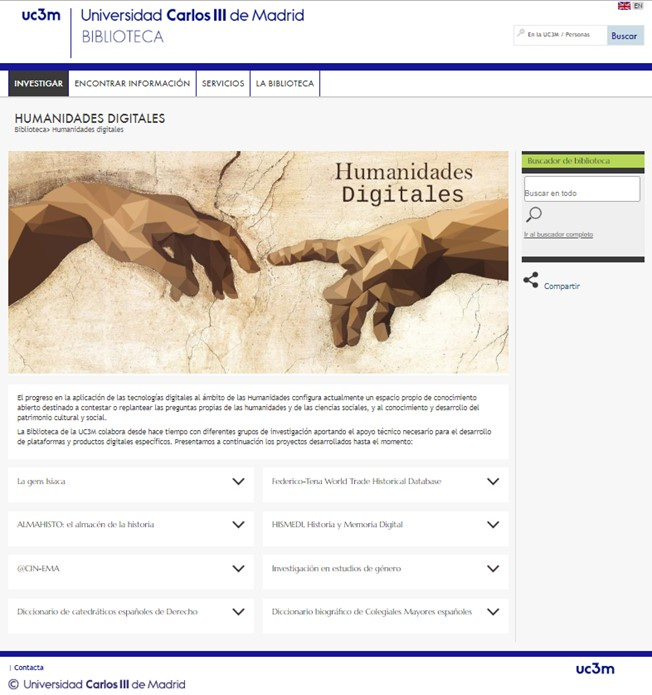 uc3m
Universidad Carlos III de Madrid
BIBLIOTECA
EN
En la UC3M / Personas
Buscar
INVESTIGAR
ENCONTRAR INFORMACIÓN
SERVICIOS
LA BIBLIOTECA
HUMANIDADES DIGITALES
Biblioteca> Humanidades digitales
Humanidades
Digitales
Buscador de biblioteca
Buscar en todo
Ir al buscador completo
Compartir
El progreso en la aplicación de las tecnologías digitales al ámbito de las Humanidades configura actualmente un espacio propio de conocimiento
abierto destinado a contestar o replantear las preguntas propias de las humanidades y de las ciencias sociales, y al conocimiento y desarrollo del
patrimonio cultural y social.
La Biblioteca de la UC3M colabora desde hace tiempo con diferentes grupos de investigación aportando el apoyo técnico necesario para el desarrollo
de plataformas y productos digitales específicos. Presentamos a continuación los proyectos desarrollados hasta el momento:
La gens Isiaca
Federico-Tena World Trade Historical Database
ALMAHISTO: el almacén de la historia
HISMEDI, Historia y Memoria Digital
@CIN-EMA
Investigación en estudios de género
Diccionario de catedráticos españoles de Derecho
Diccionario biográfico de Colegiales Mayores españoles
| Contacta
uc3m
© Universidad Carlos III de Madrid